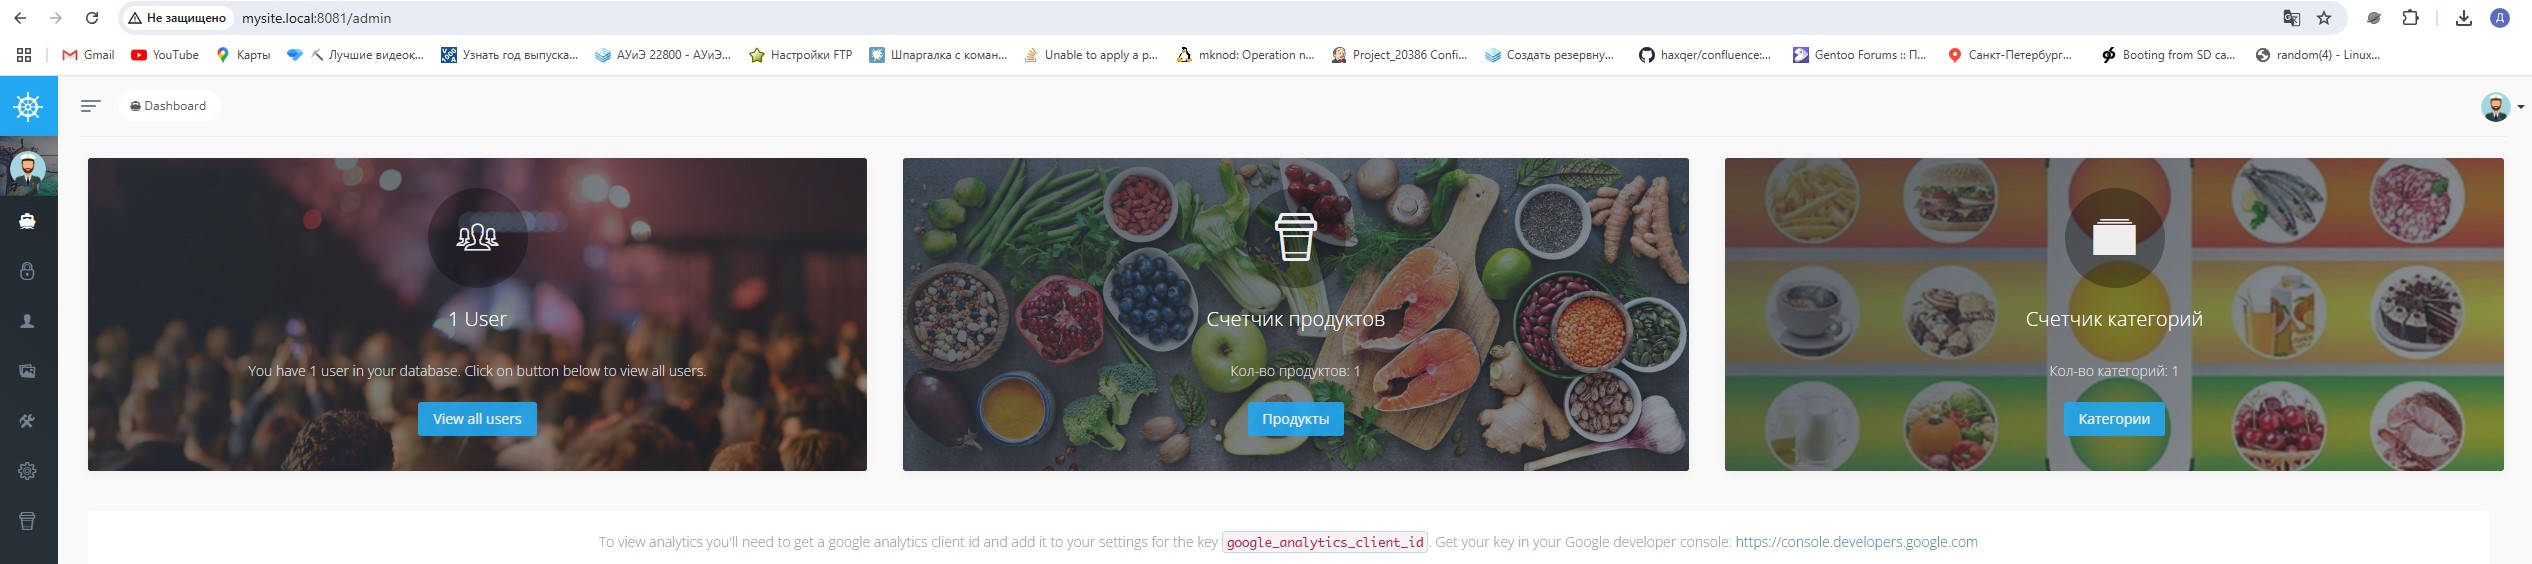 Не защищено mysite.local:8081/admin Д
Gmail YouTube Карты Лучшие видеок... Узнать год выпуска... АУиЭ 22800 - АУиЭ... Настройки FTP Шпаргалка с коман... Unable to apply a p... mknod: Operation n... Project_20386 Confi... Создать резервну... haxqer/confluence:... Gentoo Forums :: П... Санкт-Петербург... Booting from SD ca... random(4) - Linux...
Dashboard
1 User
You have 1 user in your database. Click on button below to view all users.
View all users
Счетчик продуктов
Кол-во продуктов: 1
Продукты
Счетчик категорий
Кол-во категорий: 1
Категории
To view analytics you'll need to get a google analytics client id and add it to your settings for the key google_analytics_client_id. Get your key in your Google developer console: https://console.developers.google.com